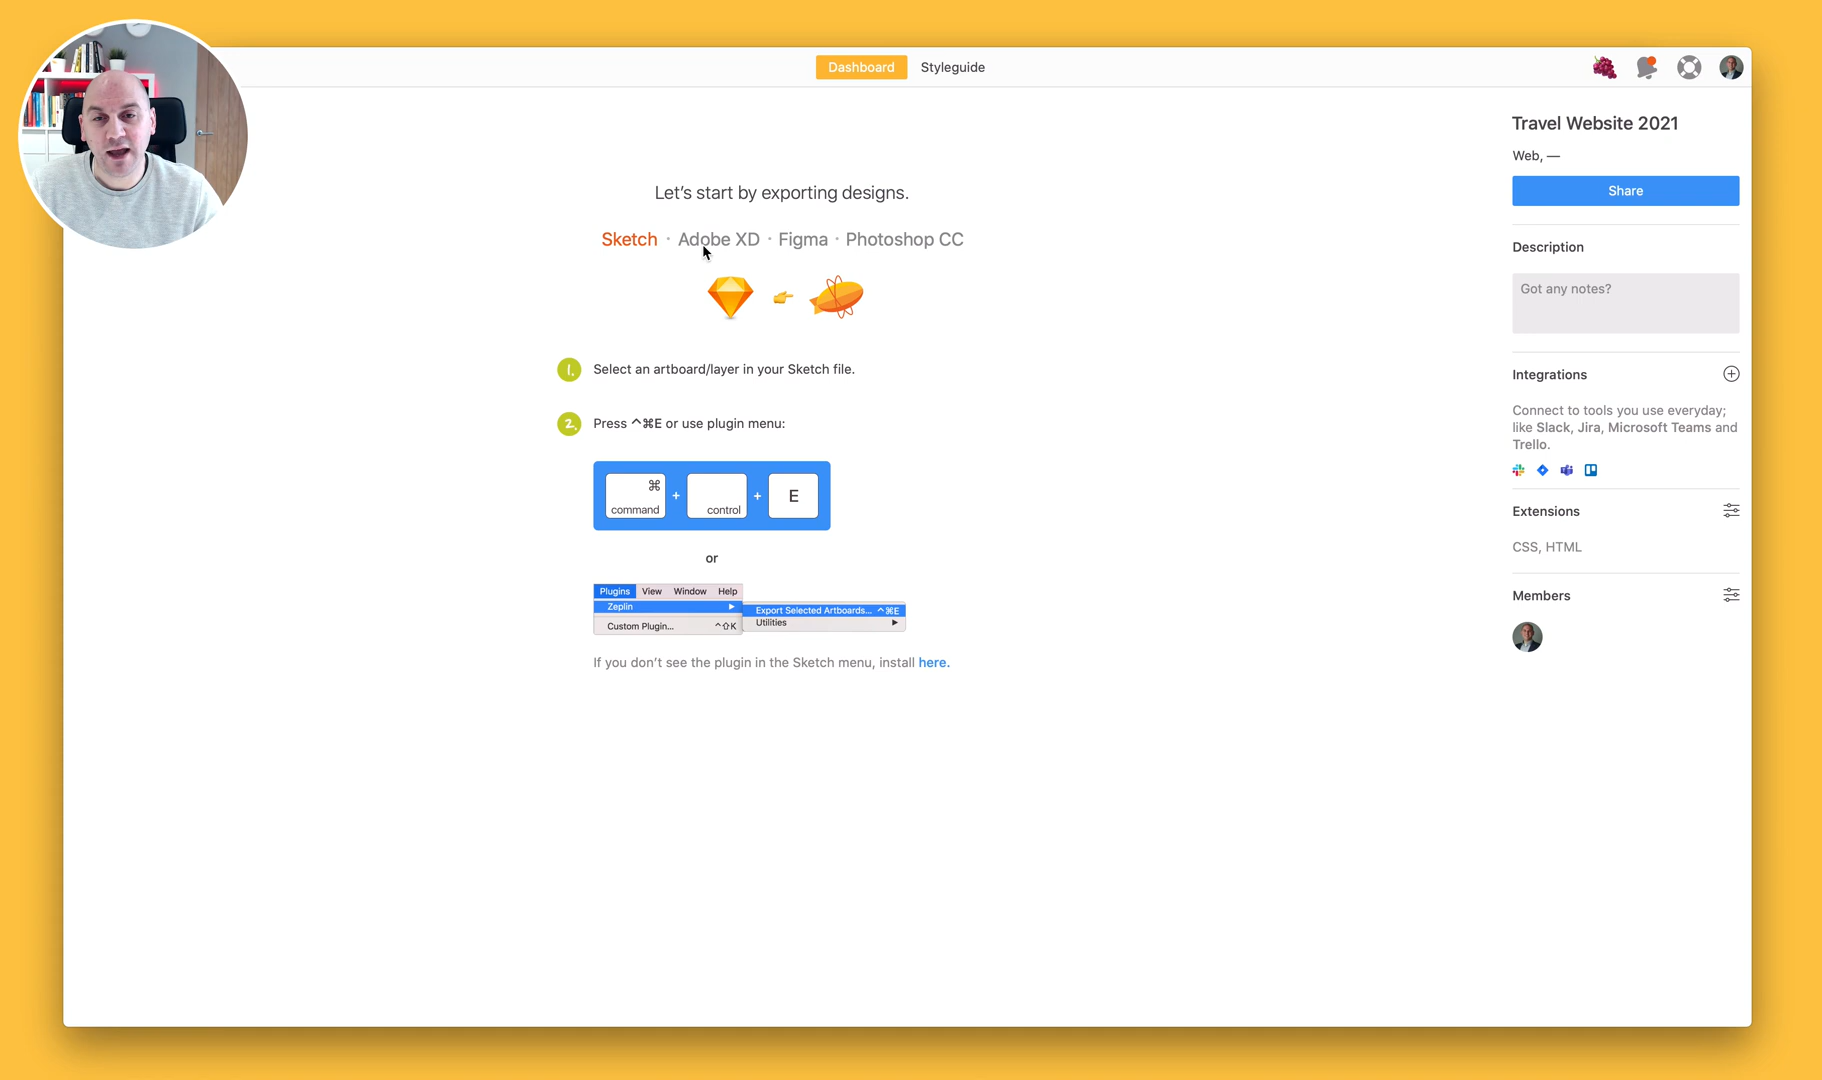 Dashboard Styleguide
Let's start by exporting designs.
Sketch · Adobe XD · Figma · Photoshop CC
1. Select an artboard/layer in your Sketch file.
2. Press ^⌘E or use plugin menu:
⌘
command + control + E
or
Plugins View Window Help
Zeplin
Custom Plugin... ^⇧K
Export Selected Artboards... ^⌘E
Utilities
If you don't see the plugin in the Sketch menu, install here.
Travel Website 2021
Web, —
Share
Description
Got any notes?
Integrations
Connect to tools you use everyday;
like Slack, Jira, Microsoft Teams and
Trello.
Extensions
CSS, HTML
Members